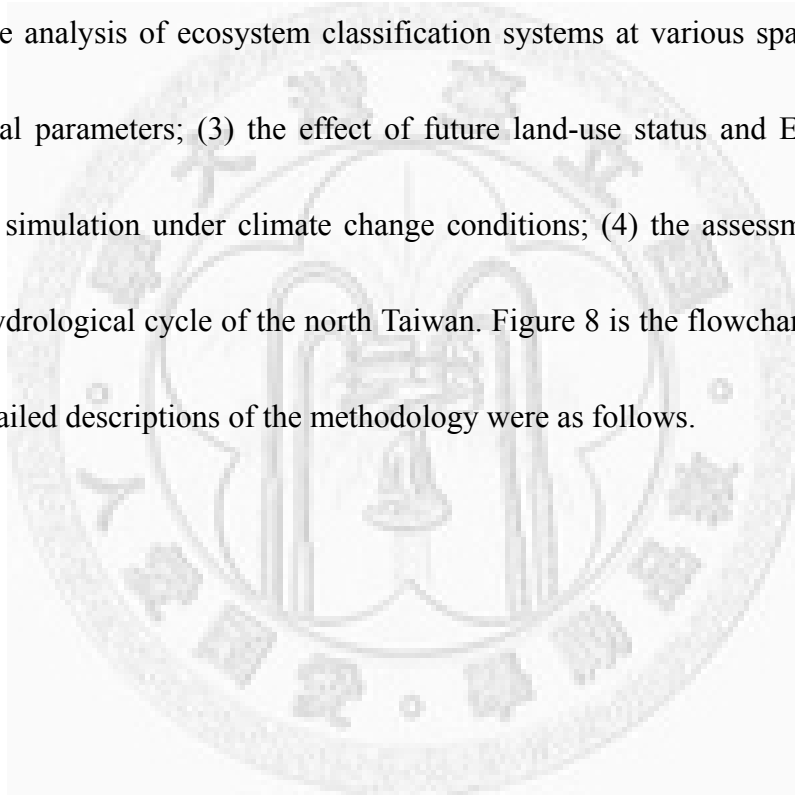 e analysis of ecosystem classification systems at various spa
al parameters; (3) the effect of future land-use status and E
simulation under climate change conditions; (4) the assessm
ydrological cycle of the north Taiwan. Figure 8 is the flowchar
ailed descriptions of the methodology were as follows.